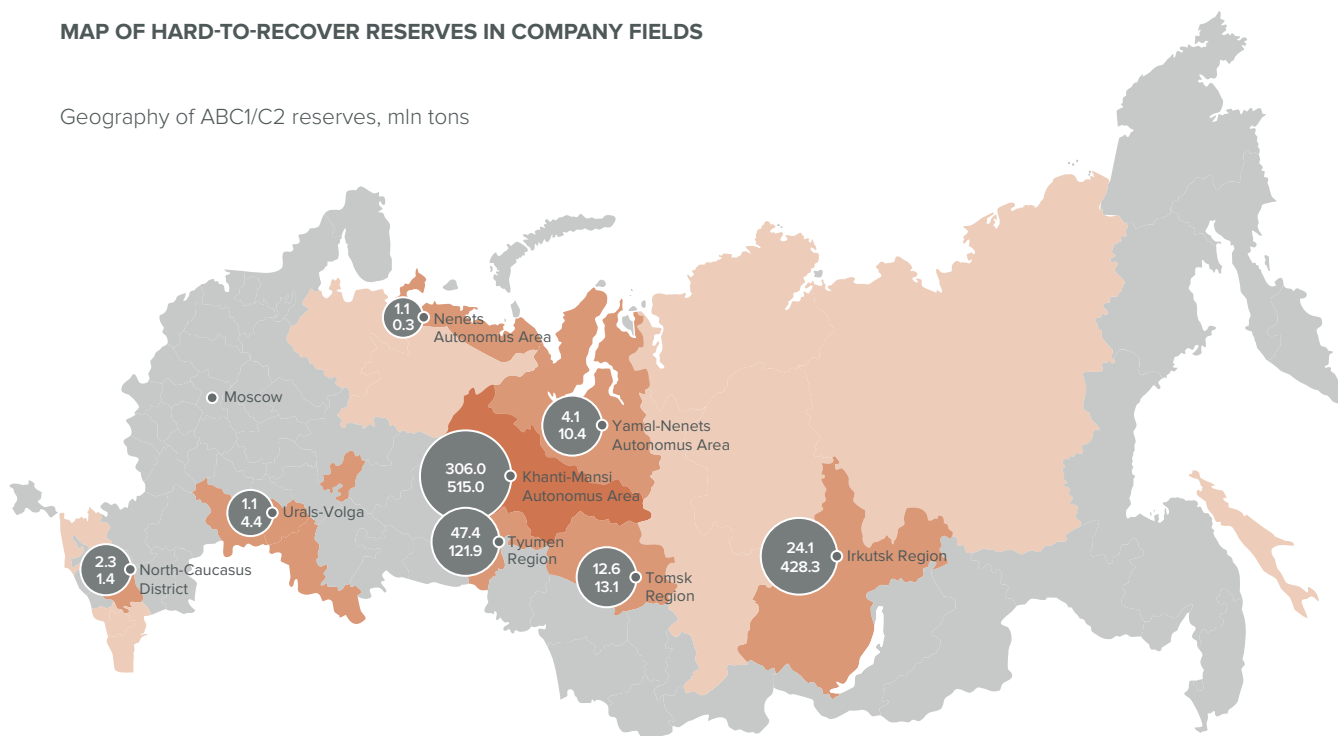 MAP OF HARD-TO-RECOVER RESERVES IN COMPANY FIELDS
Geography of ABC1/C2 reserves, mln tons
1.1
0.3
Nenets
Autonomus Area
Moscow
4.1
10.4
Yamal-Nenets
Autonomus Area
306.0
515.0
Khanti-Mansi
Autonomus Area
1.1
4.4
Urals-Volga
47.4
121.9
Tyumen
Region
24.1
428.3
Irkutsk Region
2.3
1.4
North-Caucasus
District
12.6
13.1
Tomsk
Region